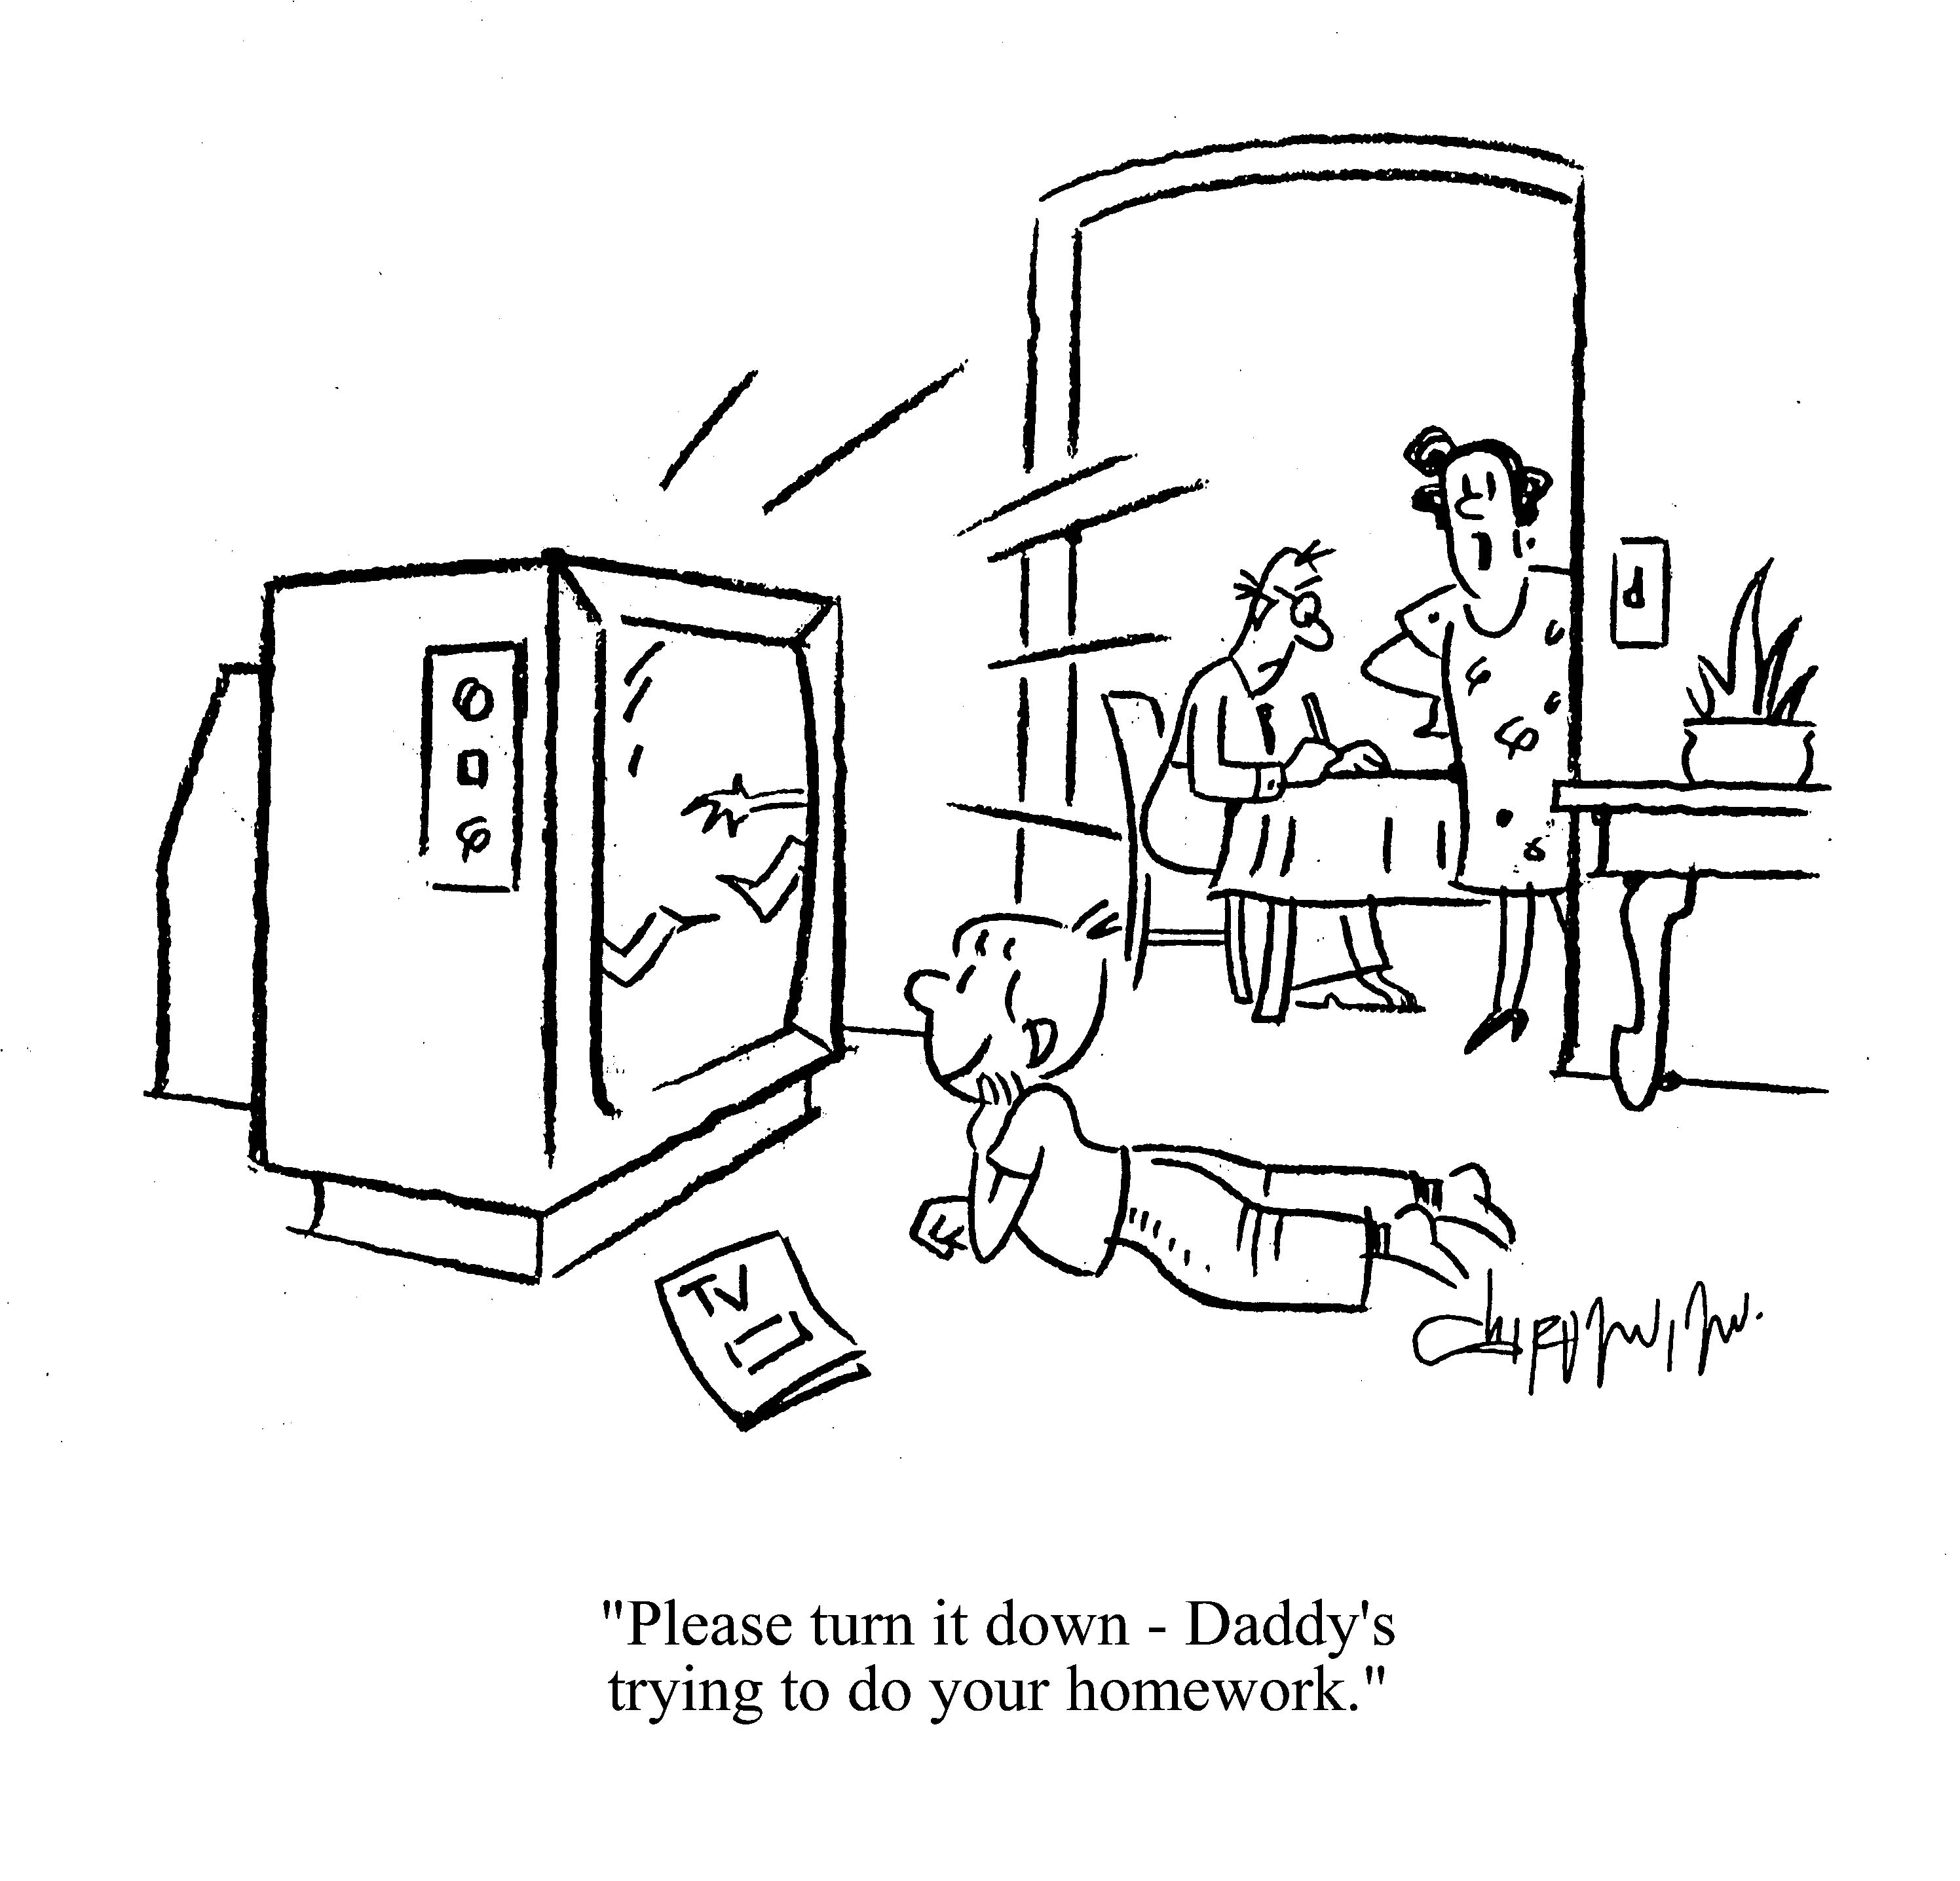 TV
"Please turn it down - Daddy's
trying to do your homework."